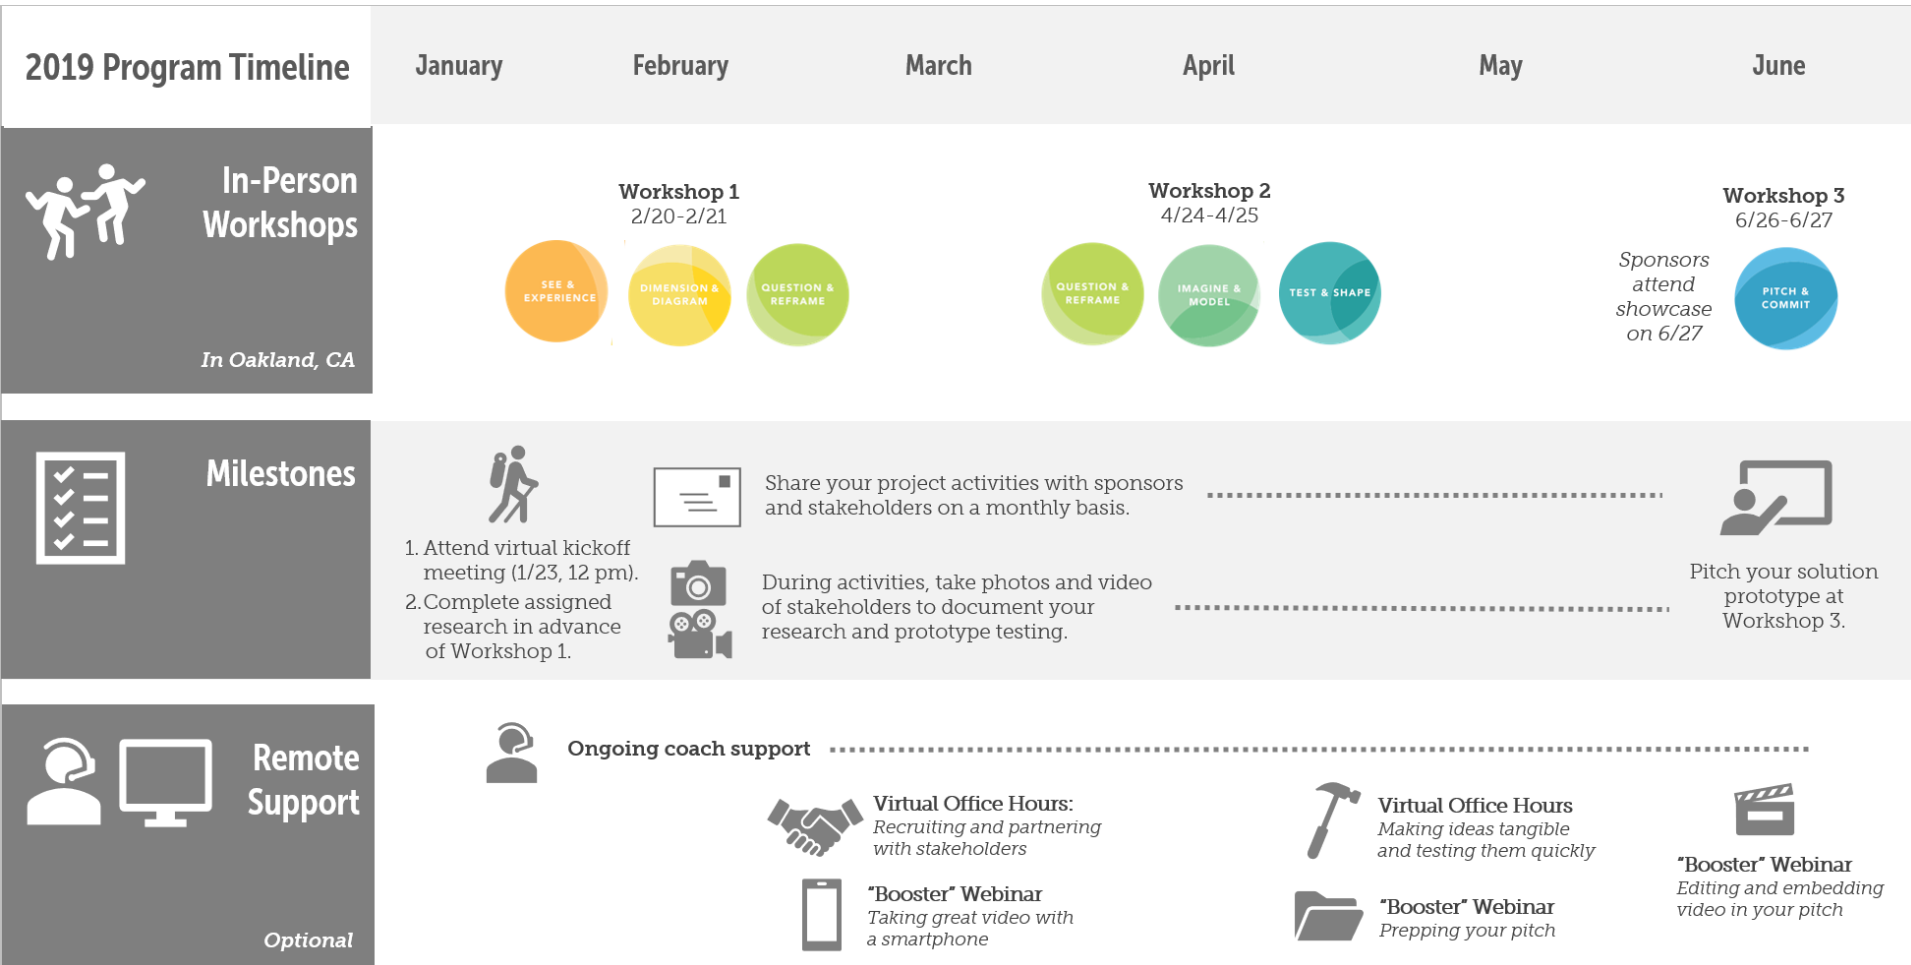 2019 Program Timeline
January
February
March
April
May
June
In-Person
Workshops
In Oakland, CA
Workshop 1
2/20-2/21
SEE &
EXPERIENCE
DIMENSION &
DIAGRAM
QUESTION &
REFRAME
Workshop 2
4/24-4/25
QUESTION &
REFRAME
IMAGINE &
MODEL
TEST & SHAPE
Workshop 3
6/26-6/27
Sponsors
attend
showcase
on 6/27
PITCH &
COMMIT
Milestones
1. Attend virtual kickoff
meeting (1/23, 12 pm).
2. Complete assigned
research in advance
of Workshop 1.
Share your project activities with sponsors
and stakeholders on a monthly basis.
During activities, take photos and video
of stakeholders to document your
research and prototype testing.
Pitch your solution
prototype at
Workshop 3.
Remote
Support
Optional
Ongoing coach support
Virtual Office Hours:
Recruiting and partnering
with stakeholders
"Booster" Webinar
Taking great video with
a smartphone
Virtual Office Hours
Making ideas tangible
and testing them quickly
"Booster" Webinar
Prepping your pitch
"Booster" Webinar
Editing and embedding
video in your pitch